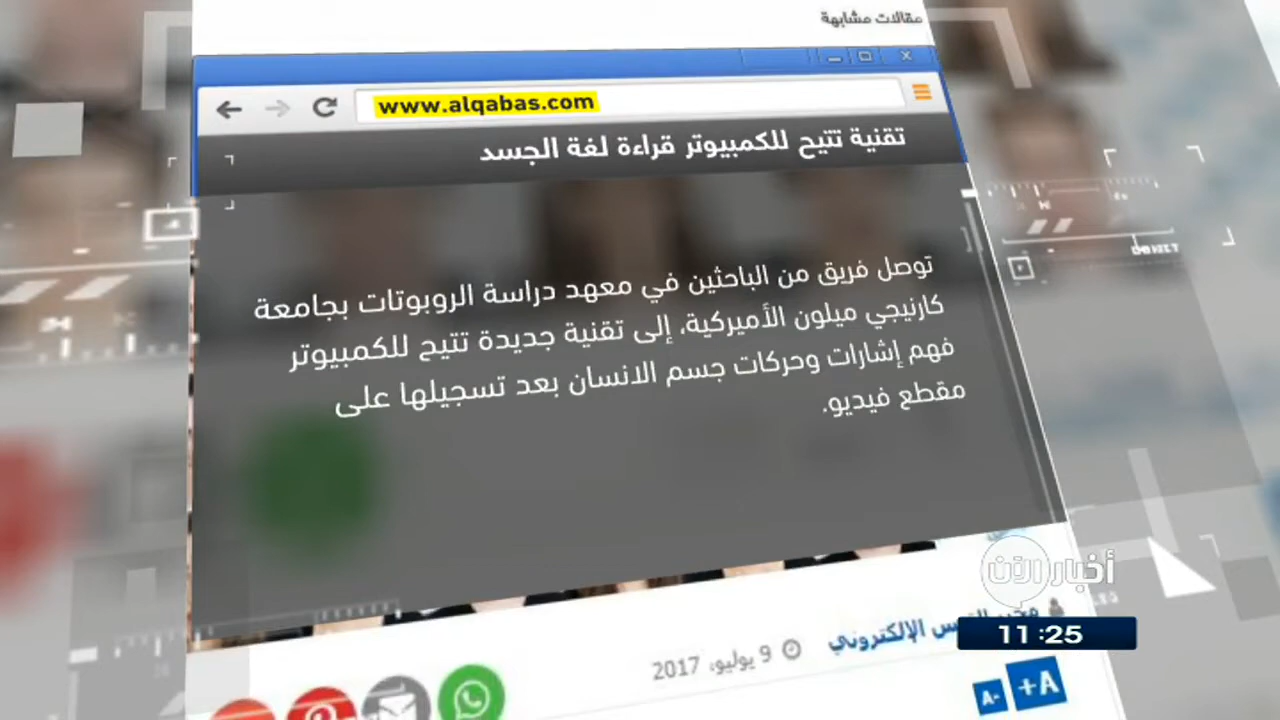 مقالات مشابهة
www.alqabas.com
تقنية تتيح للكمبيوتر قراءة لغة الجسد
توصل فريق من الباحثين في معهد دراسة الروبوتات بجامعة
كارنيجي ميلون الأميركية، إلى تقنية جديدة تتيح للكمبيوتر
فهم إشارات وحركات جسم الانسان بعد تسجيلها على
مقطع فيديو.
أخبار الآن
11:25
الإلكتروني
9 يوليو، 2017
A- A+